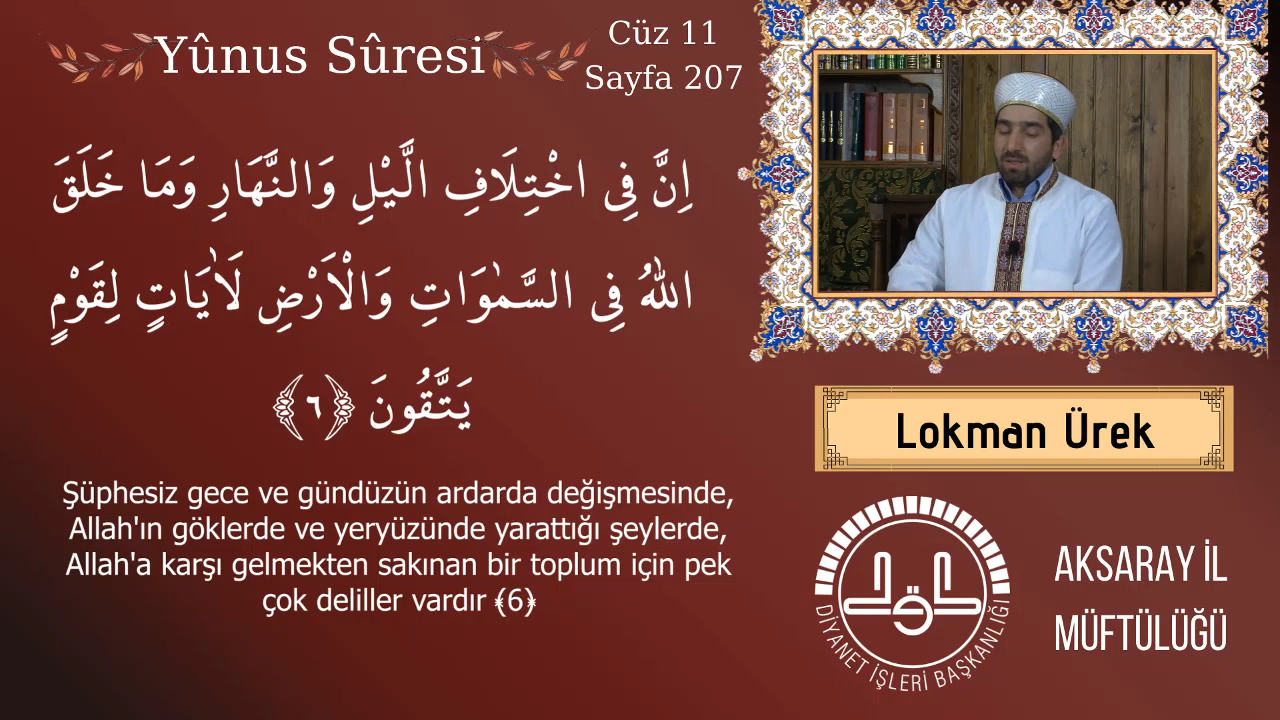 Yûnus Sûresi
Cüz 11
Sayfa 207
اِنَّ فِى اخْتِلَافِ الَّيْلِ وَالنَّهَارِ وَمَا خَلَقَ
اللهُ فِى السَّمٰوَاتِ وَالْاَرْضِ لَاٰيَاتٍ لِقَوْمٍ
يَتَّقُونَ ﴿٦﴾
Şüphesiz gece ve gündüzün ardarda değişmesinde,
Allah'ın göklerde ve yeryüzünde yarattığı şeylerde,
Allah'a karşı gelmekten sakınan bir toplum için pek
çok deliller vardır ﴾6﴿
Lokman Ürek
DİYANET İŞLERİ BAŞKANLIĞI
AKSARAY İL
MÜFTÜLÜĞÜ